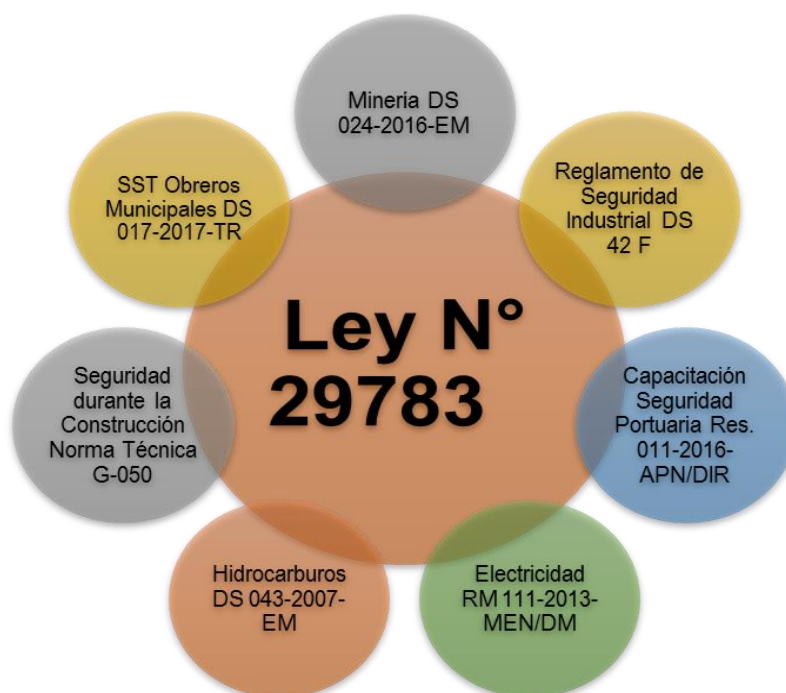 Minería DS
024-2016-EM
Reglamento de
Seguridad
Industrial DS
42 F
Capacitación
Seguridad
Portuaria Res.
011-2016-
APN/DIR
Electricidad
RM 111-2013-
MEN/DM
Hidrocarburos
DS 043-2007-
EM
Seguridad
durante la
Construcción
Norma Técnica
G-050
SST Obreros
Municipales DS
017-2017-TR
Ley N°
29783